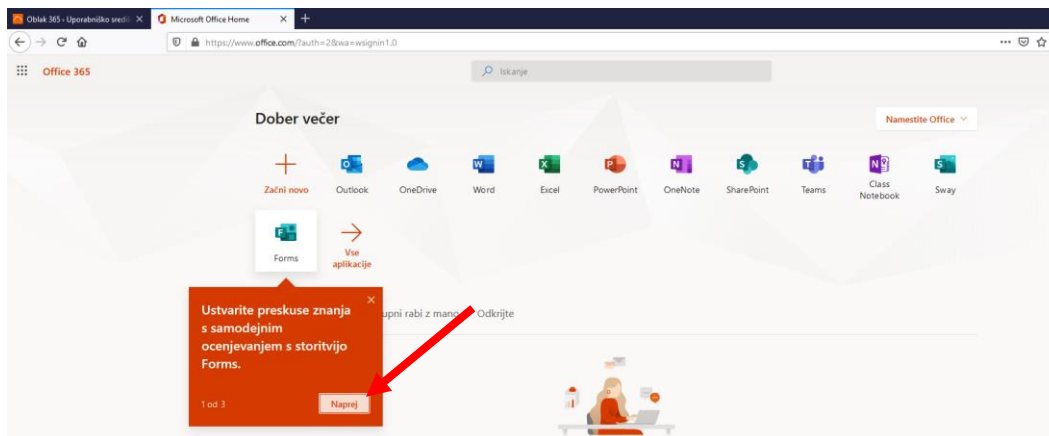 Oblak 365 - Uporabniško središ
Microsoft Office Home
https://www.office.com/?auth=2&wa=wsignin1.0
Office 365
Iskanje
Dober večer
Namestite Office
Začni novo
Outlook
OneDrive
Word
Excel
PowerPoint
OneNote
SharePoint
Teams
Class
Notebook
Sway
Forms
Vse
aplikacije
Ustvarite preskuse znanja
s samodejnim
ocenjevanjem s storitvijo
Forms.
1 od 3
Naprej
upni rabi z mano
Odkrijte